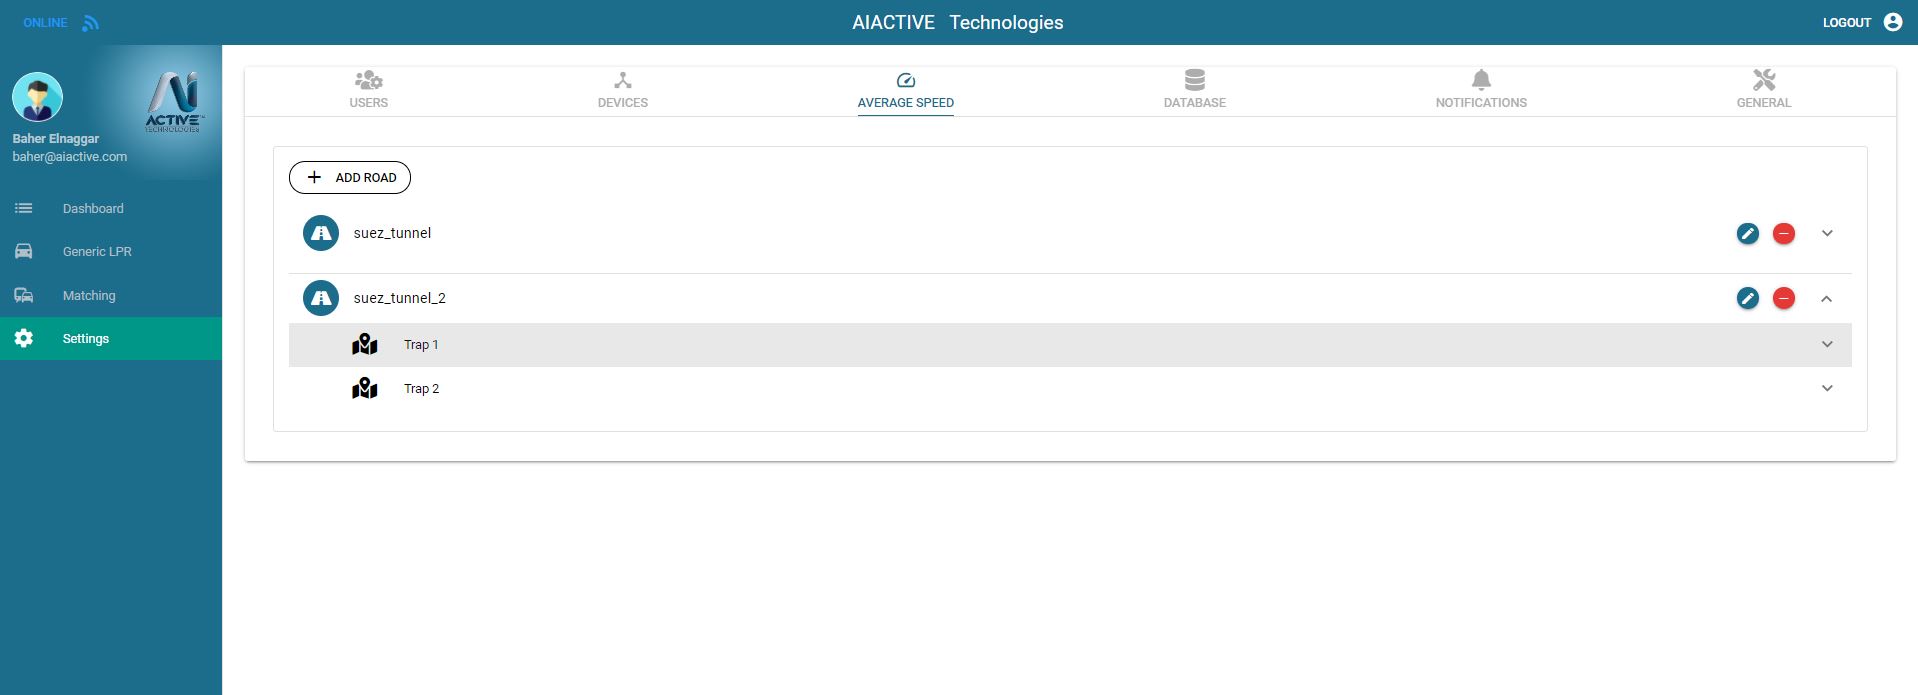 ONLINE
AIACTIVE Technologies
LOGOUT
ACTIVE™
TECHNOLOGIES
Baher Elnaggar
baher@aiactive.com
Dashboard
Generic LPR
Matching
Settings
USERS
DEVICES
AVERAGE SPEED
DATABASE
NOTIFICATIONS
GENERAL
ADD ROAD
suez_tunnel
suez_tunnel_2
Trap 1
Trap 2